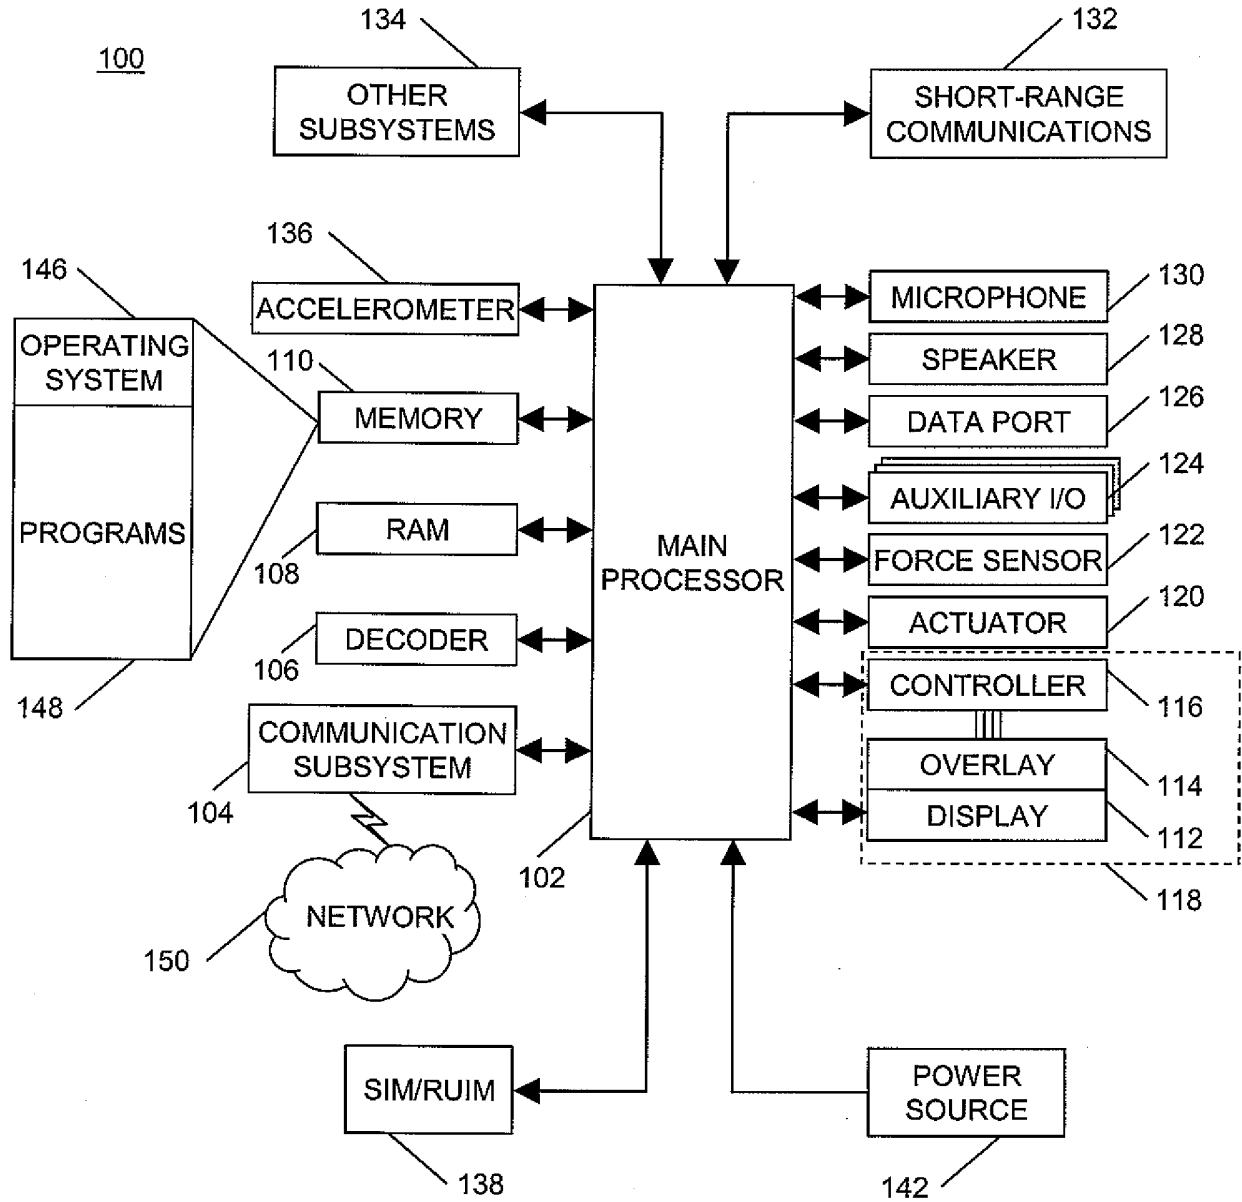 134
132
100
OTHER
SUBSYSTEMS
SHORT-RANGE
COMMUNICATIONS
136
146
ACCELEROMETER
MICROPHONE
130
OPERATING
SYSTEM
110
SPEAKER
128
MEMORY
DATA PORT
126
AUXILIARY I/O
124
PROGRAMS
RAM
108
MAIN
PROCESSOR
FORCE SENSOR
122
DECODER
106
ACTUATOR
120
148
CONTROLLER
116
COMMUNICATION
SUBSYSTEM
104
OVERLAY
114
DISPLAY
112
102
118
NETWORK
150
SIM/RUIM
138
POWER
SOURCE
142